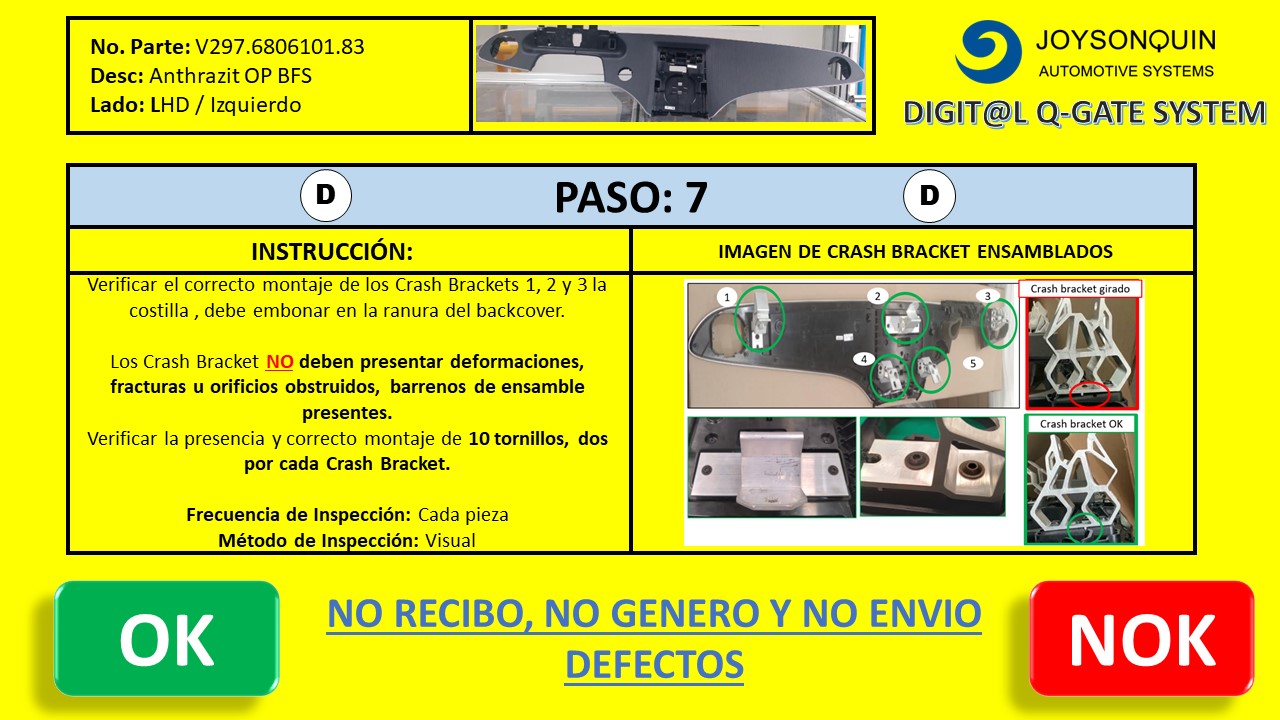 No. Parte: V297.6806101.83
Desc: Anthrazit OP BFS
Lado: LHD / Izquierdo
JOYSONQUIN
AUTOMOTIVE SYSTEMS
DIGIT@L Q-GATE SYSTEM
D
PASO: 7
D
INSTRUCCIÓN:
IMAGEN DE CRASH BRACKET ENSAMBLADOS
Verificar el correcto montaje de los Crash Brackets 1, 2 y 3 la
costilla , debe embonar en la ranura del backcover.
Los Crash Bracket NO deben presentar deformaciones,
fracturas u orificios obstruidos, barrenos de ensamble
presentes.
Verificar la presencia y correcto montaje de 10 tornillos, dos
por cada Crash Bracket.
Frecuencia de Inspección: Cada pieza
Método de Inspección: Visual
1
2
3
4
5
Crash bracket girado
Crash bracket OK
OK
NO RECIBO, NO GENERO Y NO ENVIO
DEFECTOS
NOK